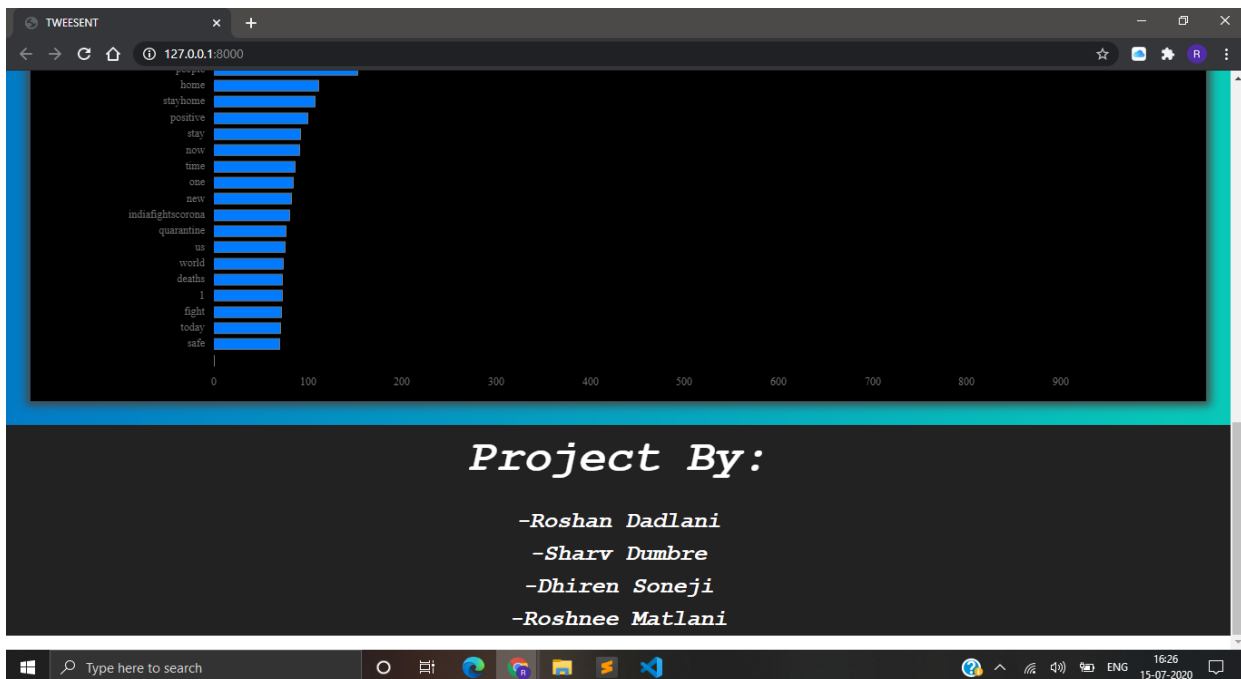 TWEESENT
127.0.0.1:8000
R
people
home
stayhome
positive
stay
now
time
one
new
indiafightscorona
quarantine
us
world
deaths
1
fight
today
safe
0 100 200 300 400 500 600 700 800 900
Project By:
-Roshan Dadlani
-Sharv Dumbre
-Dhiren Soneji
-Roshnee Matlani
Type here to search
ENG
16:26
15-07-2020